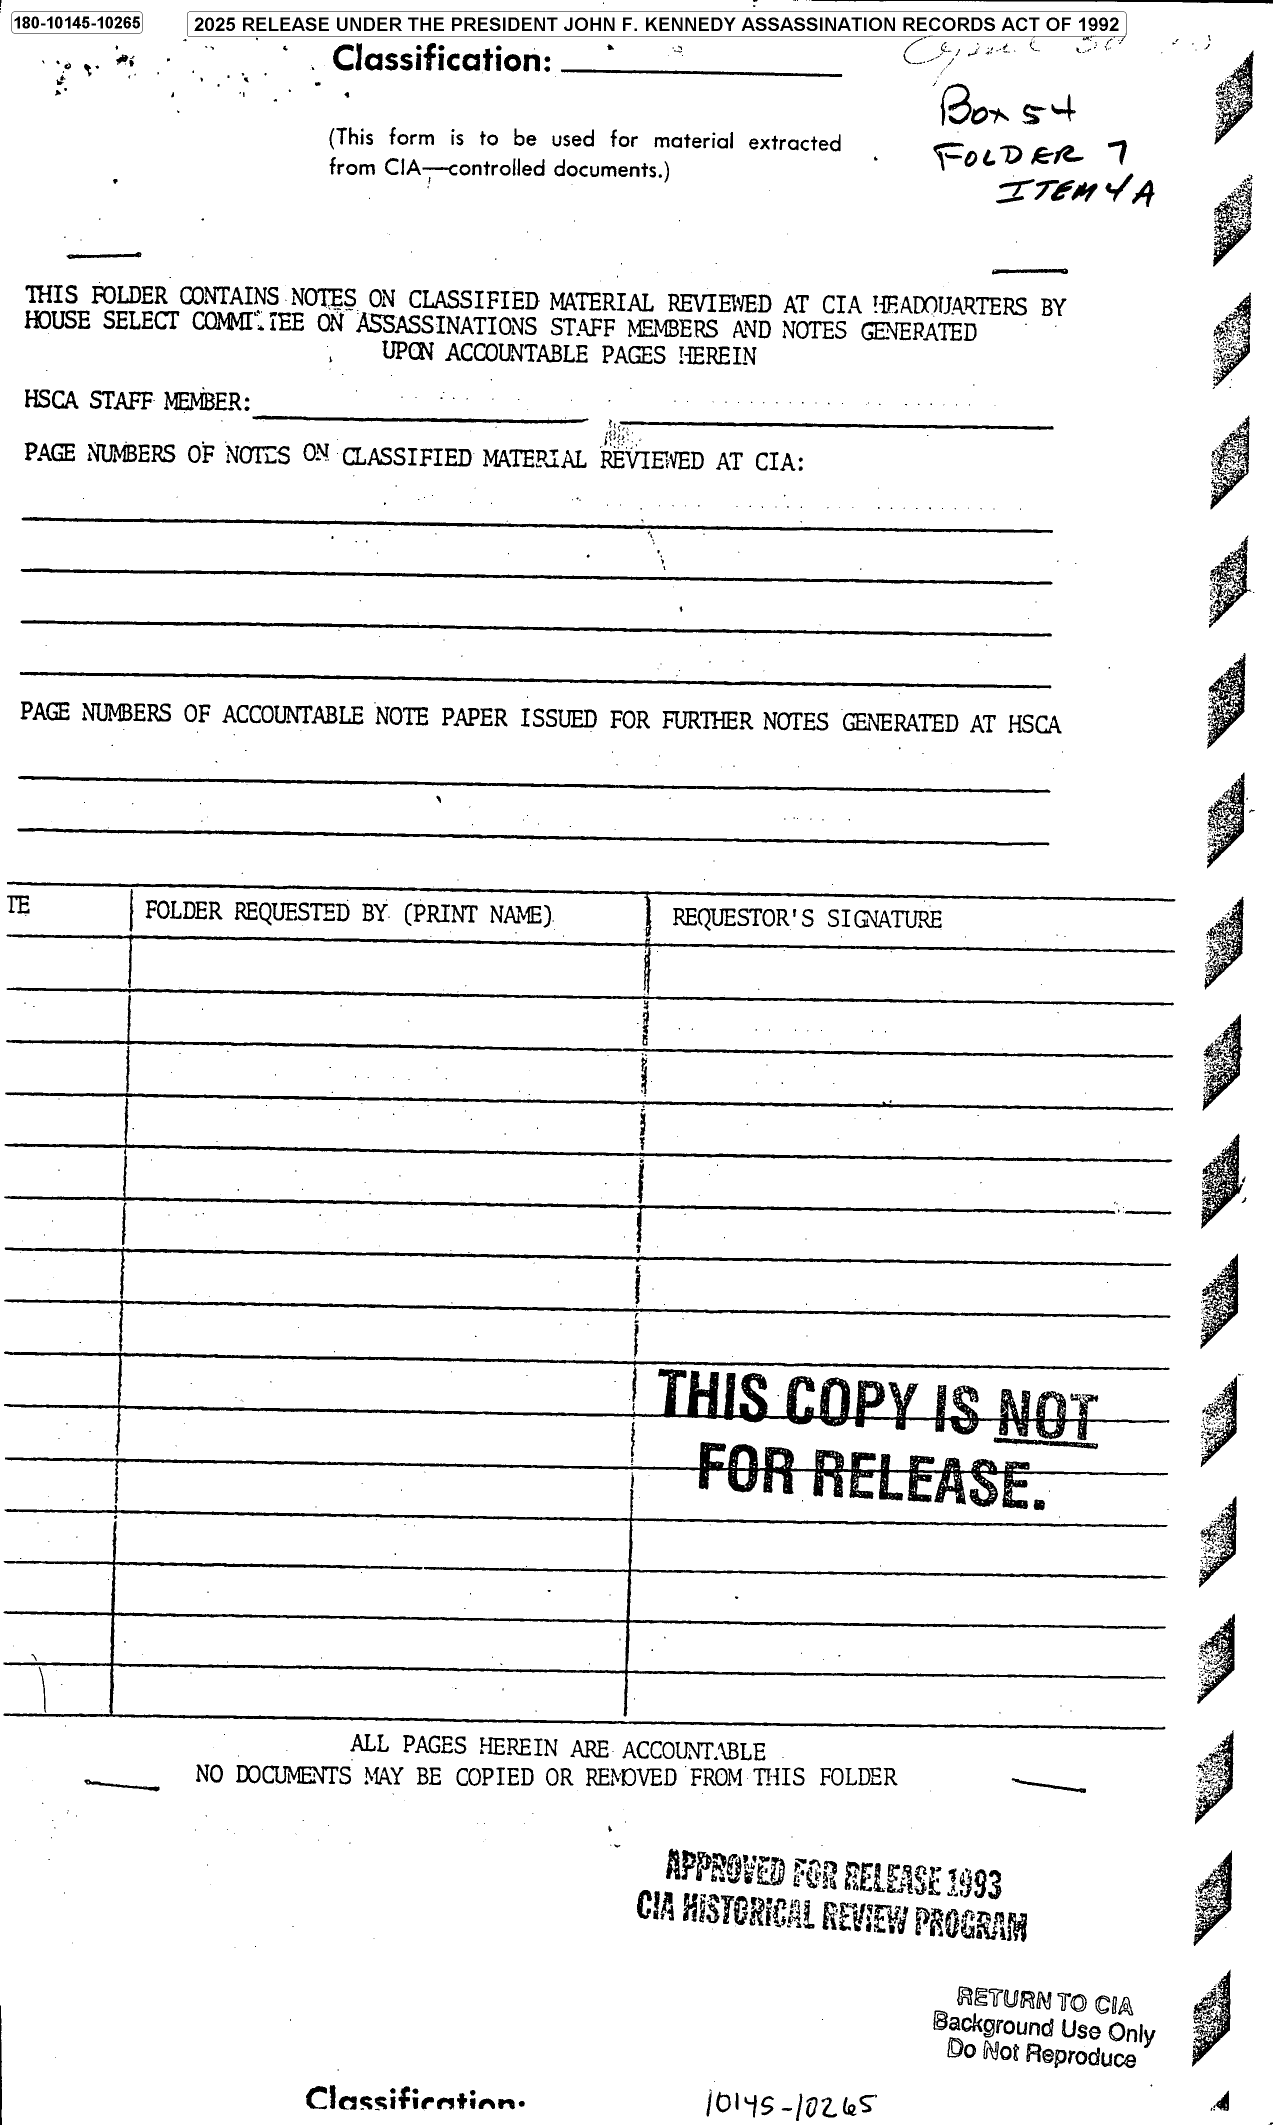 180-10145-10265
2025 RELEASE UNDER THE PRESIDENT JOHN F. KENNEDY ASSASSINATION RECORDS ACT OF 1992
Classification:
April 30
(This form is to be used for material extracted
from CIA—controlled documents.)
Box 54
FOLDER 7
ITEM 4A
THIS FOLDER CONTAINS NOTES ON CLASSIFIED MATERIAL REVIEWED AT CIA HEADQUARTERS BY
HOUSE SELECT COMMITTEE ON ASSASSINATIONS STAFF MEMBERS AND NOTES GENERATED
UPON ACCOUNTABLE PAGES HEREIN
HSCA STAFF MEMBER:
PAGE NUMBERS OF NOTES ON CLASSIFIED MATERIAL REVIEWED AT CIA:
PAGE NUMBERS OF ACCOUNTABLE NOTE PAPER ISSUED FOR FURTHER NOTES GENERATED AT HSCA
TE FOLDER REQUESTED BY (PRINT NAME) REQUESTOR'S SIGNATURE
THIS COPY IS NOT
FOR RELEASE.
ALL PAGES HEREIN ARE ACCOUNTABLE
NO DOCUMENTS MAY BE COPIED OR REMOVED FROM THIS FOLDER
APPROVED FOR RELEASE 1993
CIA HISTORICAL REVIEW PROGRAM
RETURN TO CIA
Background Use Only
Do Not Reproduce
Classification:
10145-10265